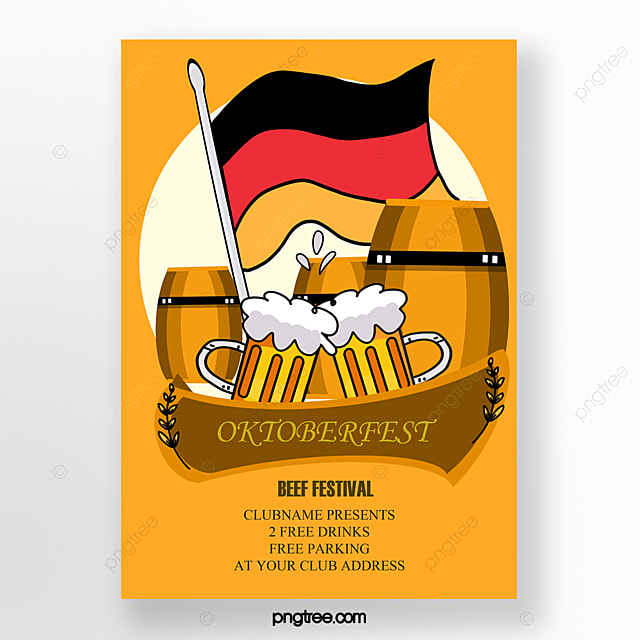 OKTOBERFEST
BEEF FESTIVAL
CLUBNAME PRESENTS
2 FREE DRINKS
FREE PARKING
AT YOUR CLUB ADDRESS
pngtree.com